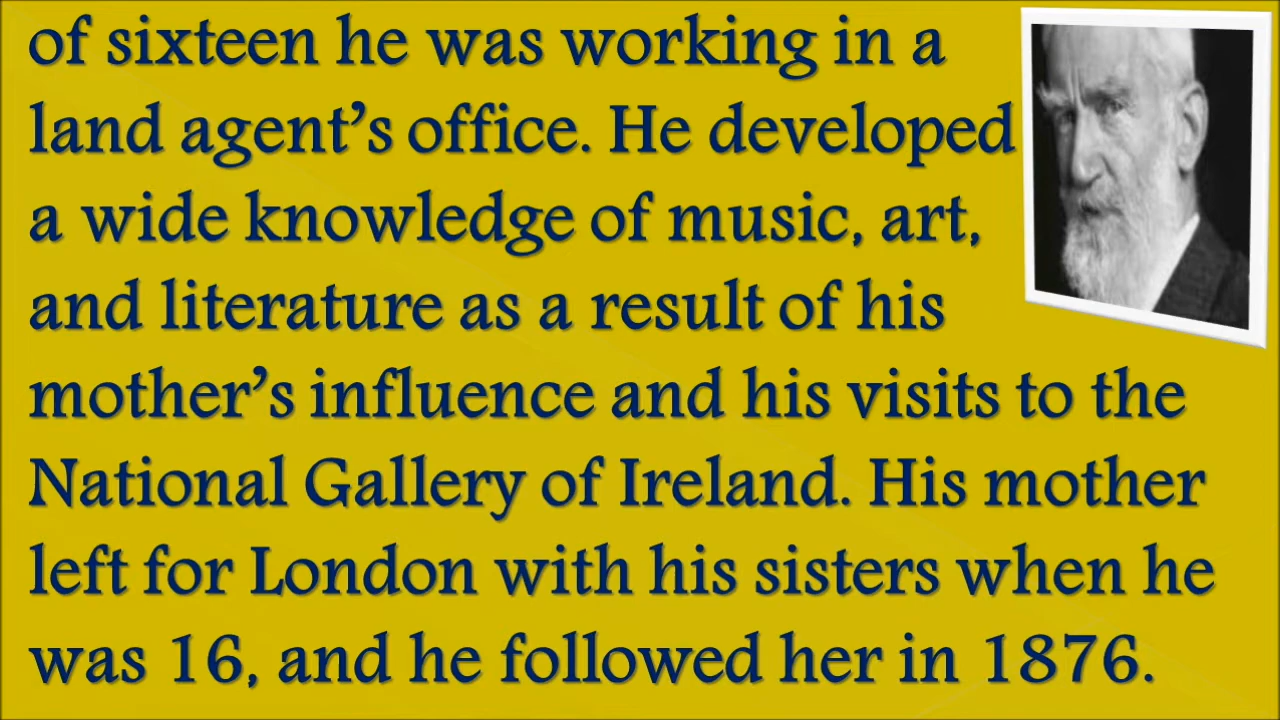 of sixteen he was working in a
land agent’s office. He developed
a wide knowledge of music, art,
and literature as a result of his
mother’s influence and his visits to the
National Gallery of Ireland. His mother
left for London with his sisters when he
was 16, and he followed her in 1876.